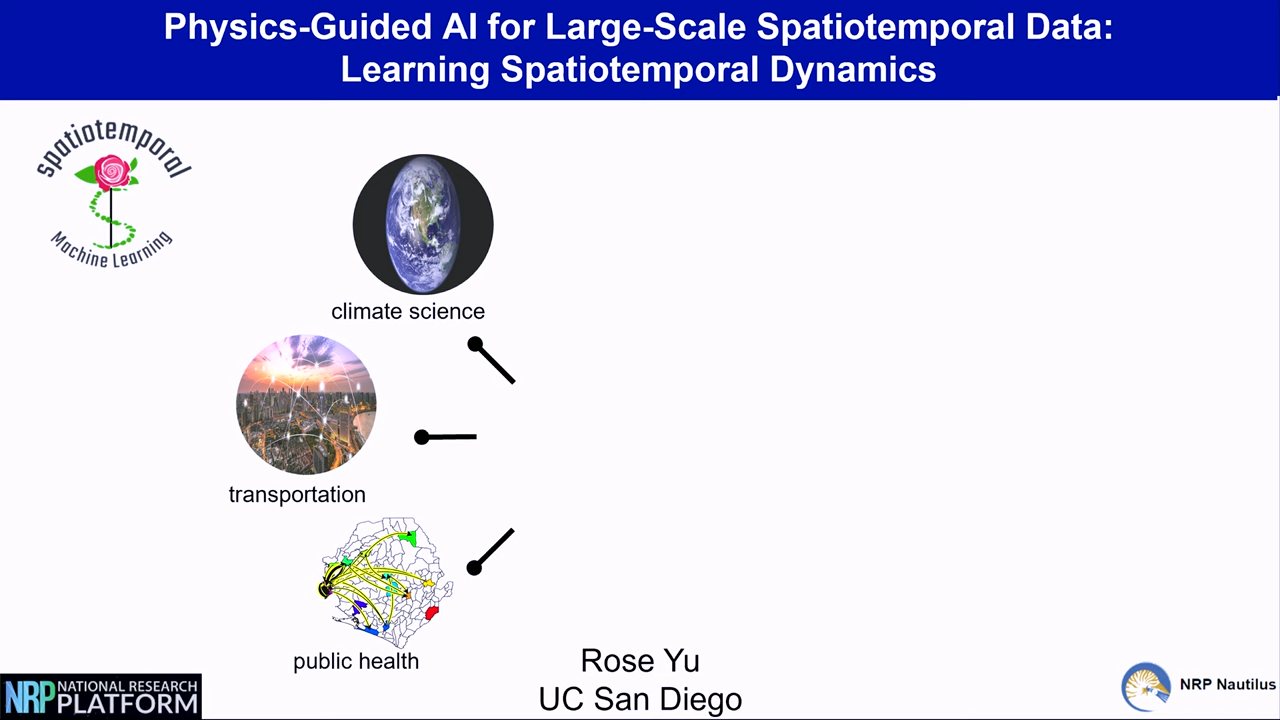 Physics-Guided AI for Large-Scale Spatiotemporal Data:
Learning Spatiotemporal Dynamics
Spatiotemporal
Machine Learning
climate science
transportation
public health
Rose Yu
UC San Diego
NRP NATIONAL RESEARCH
PLATFORM
NRP Nautilus